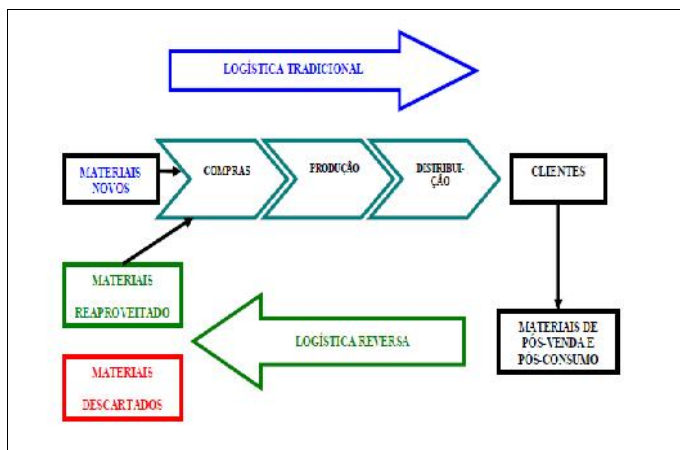 LOGÍSTICA TRADICIONAL
MATERIAIS
NOVOS
COMPRAS
PRODUÇÃO
DISTRIBUI-
ÇÃO
CLIENTES
MATERIAIS
REAPROVEITADO
LOGÍSTICA REVERSA
MATERIAIS DE
PÓS-VENDA E
PÓS-CONSUMO
MATERIAIS
DESCARTADOS